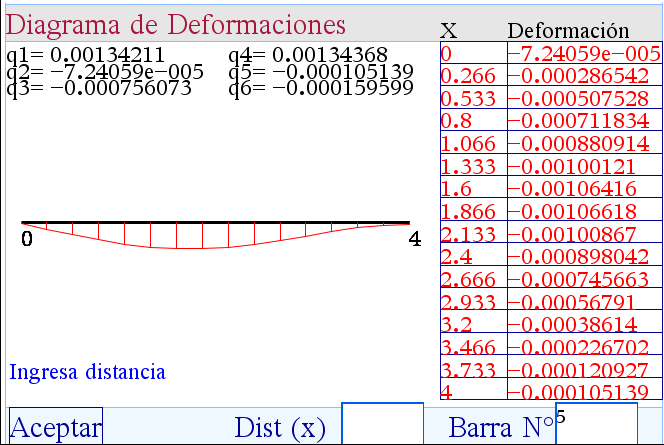 Diagrama de Deformaciones
q1= 0.00134211 q4= 0.00134368
q2= −7.24059e−005 q5= −0.000105139
q3= −0.000756073 q6= −0.000159599
0 4
Ingresa distancia
X Deformación
0 −7.24059e−005
0.266 −0.000286542
0.533 −0.000507528
0.8 −0.000711834
1.066 −0.000880914
1.333 −0.00100121
1.6 −0.00106416
1.866 −0.00106618
2.133 −0.00100867
2.4 −0.000898042
2.666 −0.000745663
2.933 −0.00056791
3.2 −0.00038614
3.466 −0.000226702
3.733 −0.000120927
4 −0.000105139
Aceptar Dist (x) Barra N° 5